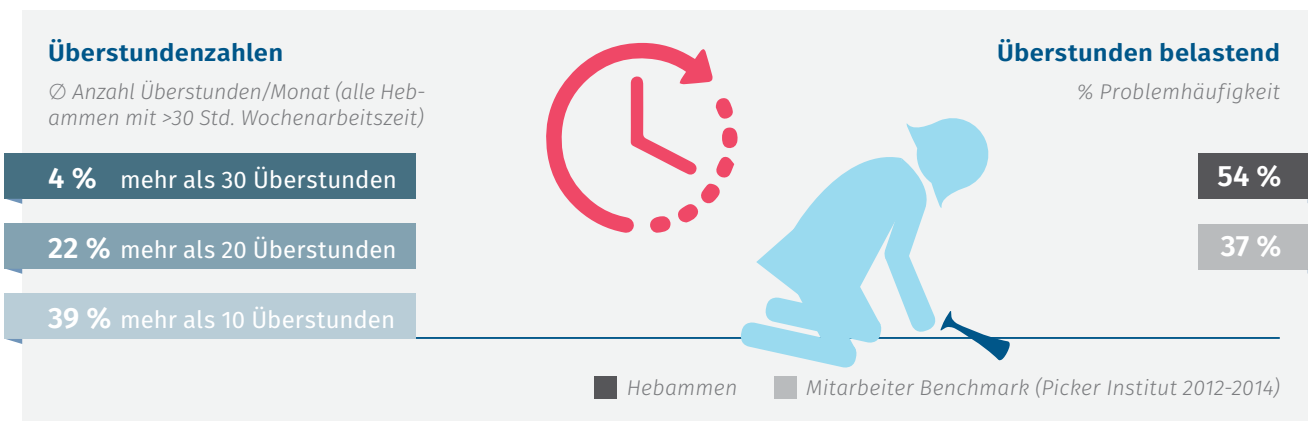 Überstundenzahlen
∅ Anzahl Überstunden/Monat (alle Heb-
ammen mit >30 Std. Wochenarbeitszeit)
4 % mehr als 30 Überstunden
22 % mehr als 20 Überstunden
39 % mehr als 10 Überstunden
Überstunden belastend
% Problemhäufigkeit
54 %
37 %
Hebammen
Mitarbeiter Benchmark (Picker Institut 2012-2014)